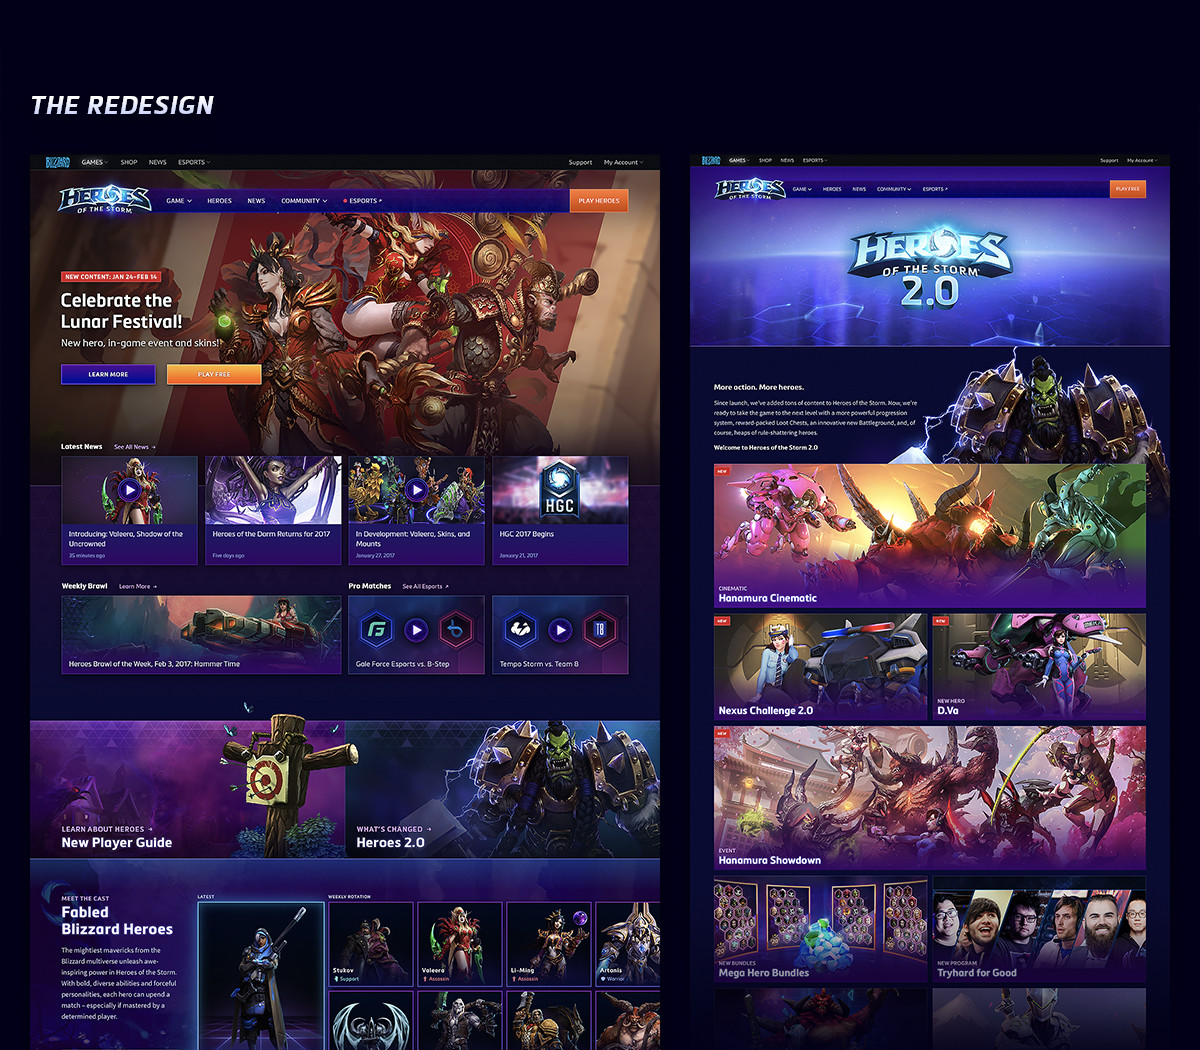 THE REDESIGN
BLIZZARD GAMES SHOP NEWS ESPORTS Support My Account
HEROES OF THE STORM GAME HEROES NEWS COMMUNITY ESPORTS PLAY HEROES
NEW CONTENT: JAN 24-FEB 14
Celebrate the
Lunar Festival!
New hero, in-game event and skins!
LEARN MORE PLAY FREE
Latest News See All News
HGC
Introducing: Valeera, Shadow of the
Uncrowned
35 minutes ago
Heroes of the Dorm Returns for 2017
Five days ago
In Development: Valeera, Skins, and
Mounts
January 27, 2017
HGC 2017 Begins
January 21, 2017
Weekly Brawl Learn More
Heroes Brawl of the Week, Feb 3, 2017: Hammer Time
Pro Matches See All Esports
Gale Force Esports vs. B-Step
T8
Tempo Storm vs. Team 8
LEARN ABOUT HEROES
New Player Guide
WHAT'S CHANGED
Heroes 2.0
MEET THE CAST
Fabled
Blizzard Heroes
The mightiest mavericks from the
Blizzard multiverse unleash awe-
inspiring power in Heroes of the Storm.
With bold, diverse abilities and forceful
personalities, each hero can upend a
match – especially if mastered by a
determined player.
LATEST
WEEKLY ROTATION
Stukov
Support
Valeera
Assassin
Li-Ming
Assassin
Artanis
Warrior
BLIZZARD GAMES SHOP NEWS ESPORTS Support My Account
HEROES OF THE STORM GAME HEROES NEWS COMMUNITY ESPORTS PLAY FREE
HEROES
OF THE STORM
2.0
More action. More heroes.
Since launch, we've added tons of content to Heroes of the Storm. Now, we're
ready to take the game to the next level with a more powerful progression
system, reward-packed Loot Chests, an innovative new Battleground, and, of
course, heaps of rule-shattering heroes.
Welcome to Heroes of the Storm 2.0
NEW
CINEMATIC
Hanamura Cinematic
NEW
Nexus Challenge 2.0
NEW
NEW HERO
D.Va
NEW
EVENT
Hanamura Showdown
NEW BUNDLES
Mega Hero Bundles
NEW PROGRAM
Tryhard for Good